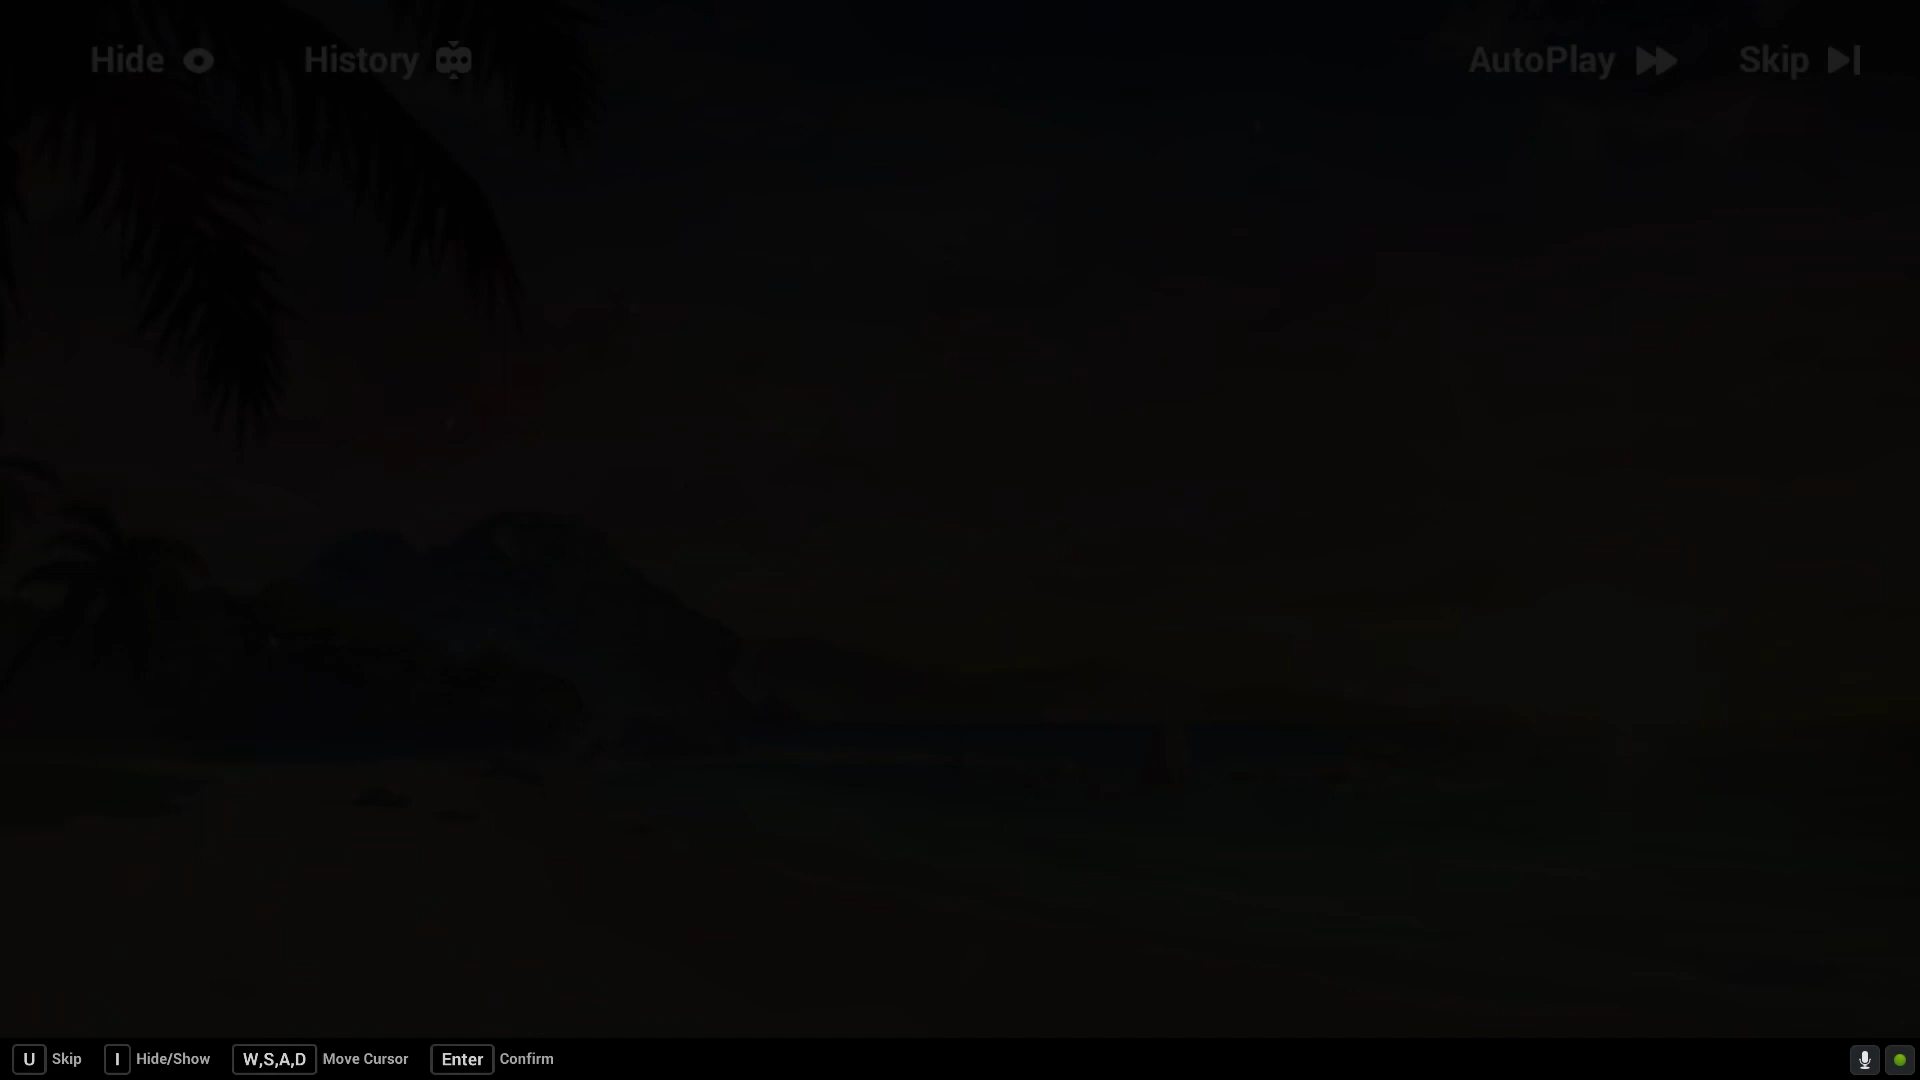 Hide History AutoPlay Skip
U Skip I Hide/Show W,S,A,D Move Cursor Enter Confirm